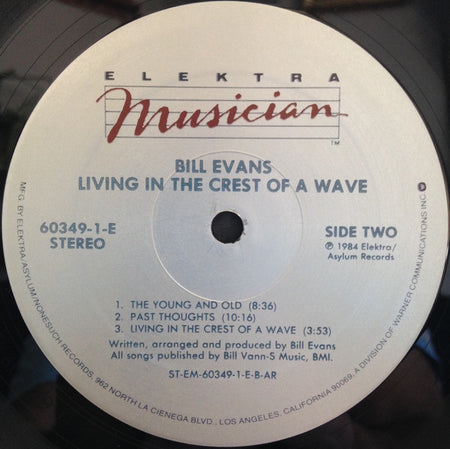 ELEKTRA
Musician
TM
BILL EVANS
LIVING IN THE CREST OF A WAVE
60349-1-E
STEREO
SIDE TWO
℗ 1984 Elektra/
Asylum Records
1. THE YOUNG AND OLD (8:36)
2. PAST THOUGHTS (10:16)
3. LIVING IN THE CREST OF A WAVE (3:53)
Written, arranged and produced by Bill Evans
All songs published by Bill Vann-S Music, BMI.
ST-EM-60349-1-E-B-AR
MFG. BY ELEKTRA/ASYLUM/NONESUCH RECORDS, 962 NORTH LA CIENEGA BLVD., LOS ANGELES, CALIFORNIA 90069, A DIVISION OF WARNER COMMUNICATIONS INC.